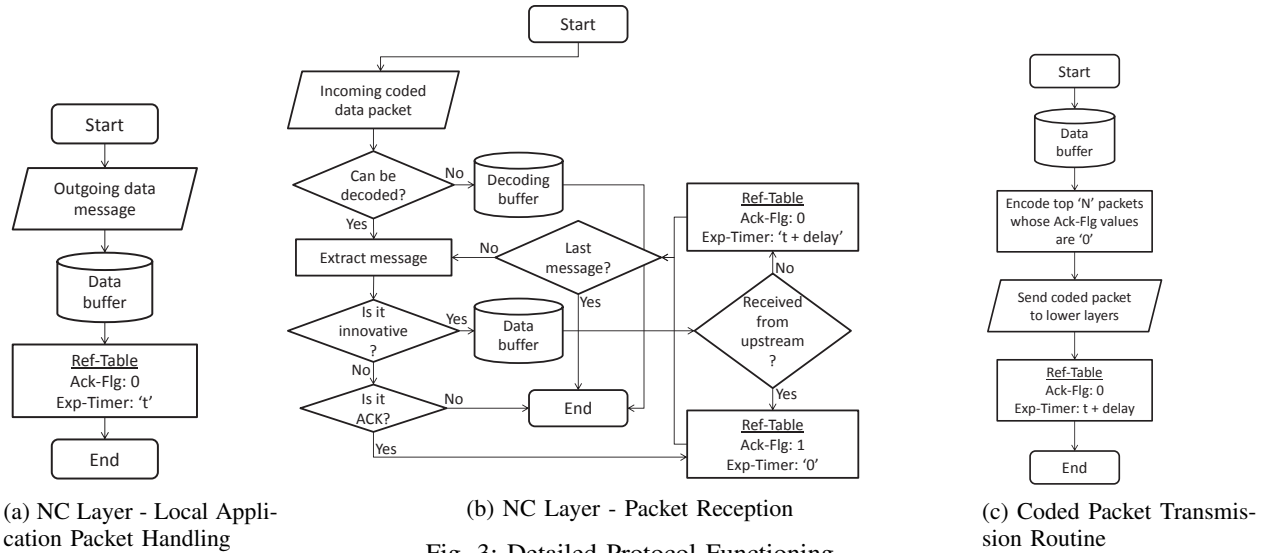 Start
Outgoing data
message
Data
buffer
Ref-Table
Ack-Flg: 0
Exp-Timer: ‘t’
End
(a) NC Layer - Local Appli-
cation Packet Handling
Start
Incoming coded
data packet
Can be
decoded?
No
Decoding
buffer
Yes
Extract message
No
Last
message?
Yes
Ref-Table
Ack-Flg: 0
Exp-Timer: ‘t + delay’
No
Is it
innovative
?
Yes
Data
buffer
Received
from
upstream
?
Yes
No
Is it
ACK?
No
End
Yes
Ref-Table
Ack-Flg: 1
Exp-Timer: ‘0’
(b) NC Layer - Packet Reception
Start
Data
buffer
Encode top ‘N’ packets
whose Ack-Flg values
are ‘0’
Send coded packet
to lower layers
Ref-Table
Ack-Flg: 0
Exp-Timer: t + delay
End
(c) Coded Packet Transmis-
sion Routine
Fig. 3: Detailed Protocol Functioning